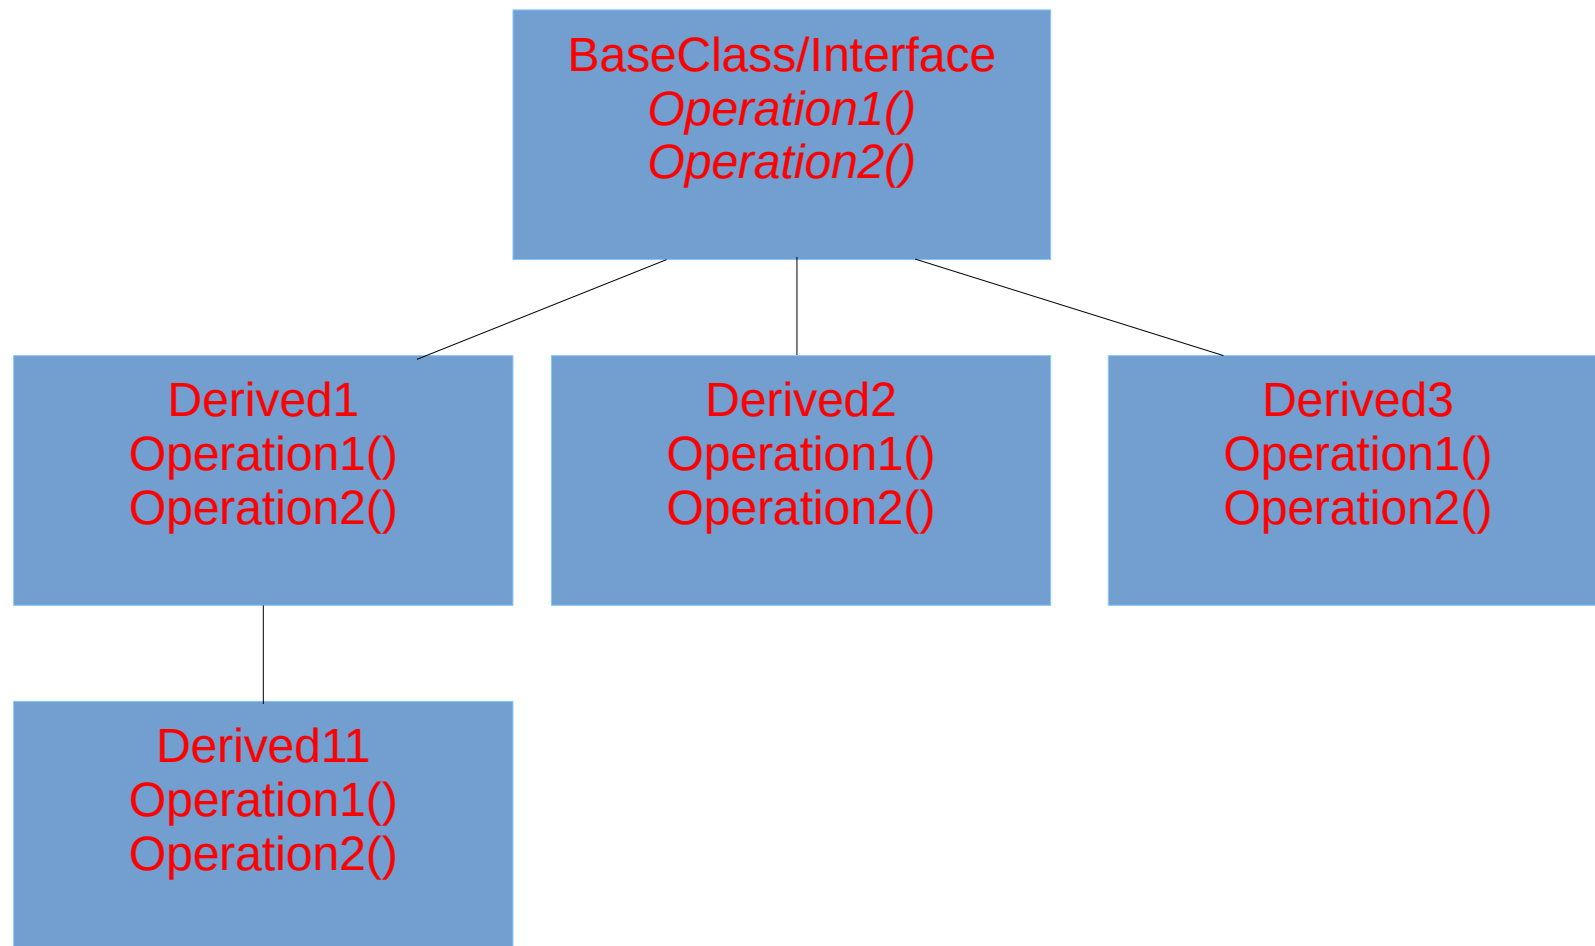 BaseClass/Interface
Operation1()
Operation2()
Derived1
Operation1()
Operation2()
Derived2
Operation1()
Operation2()
Derived3
Operation1()
Operation2()
Derived11
Operation1()
Operation2()